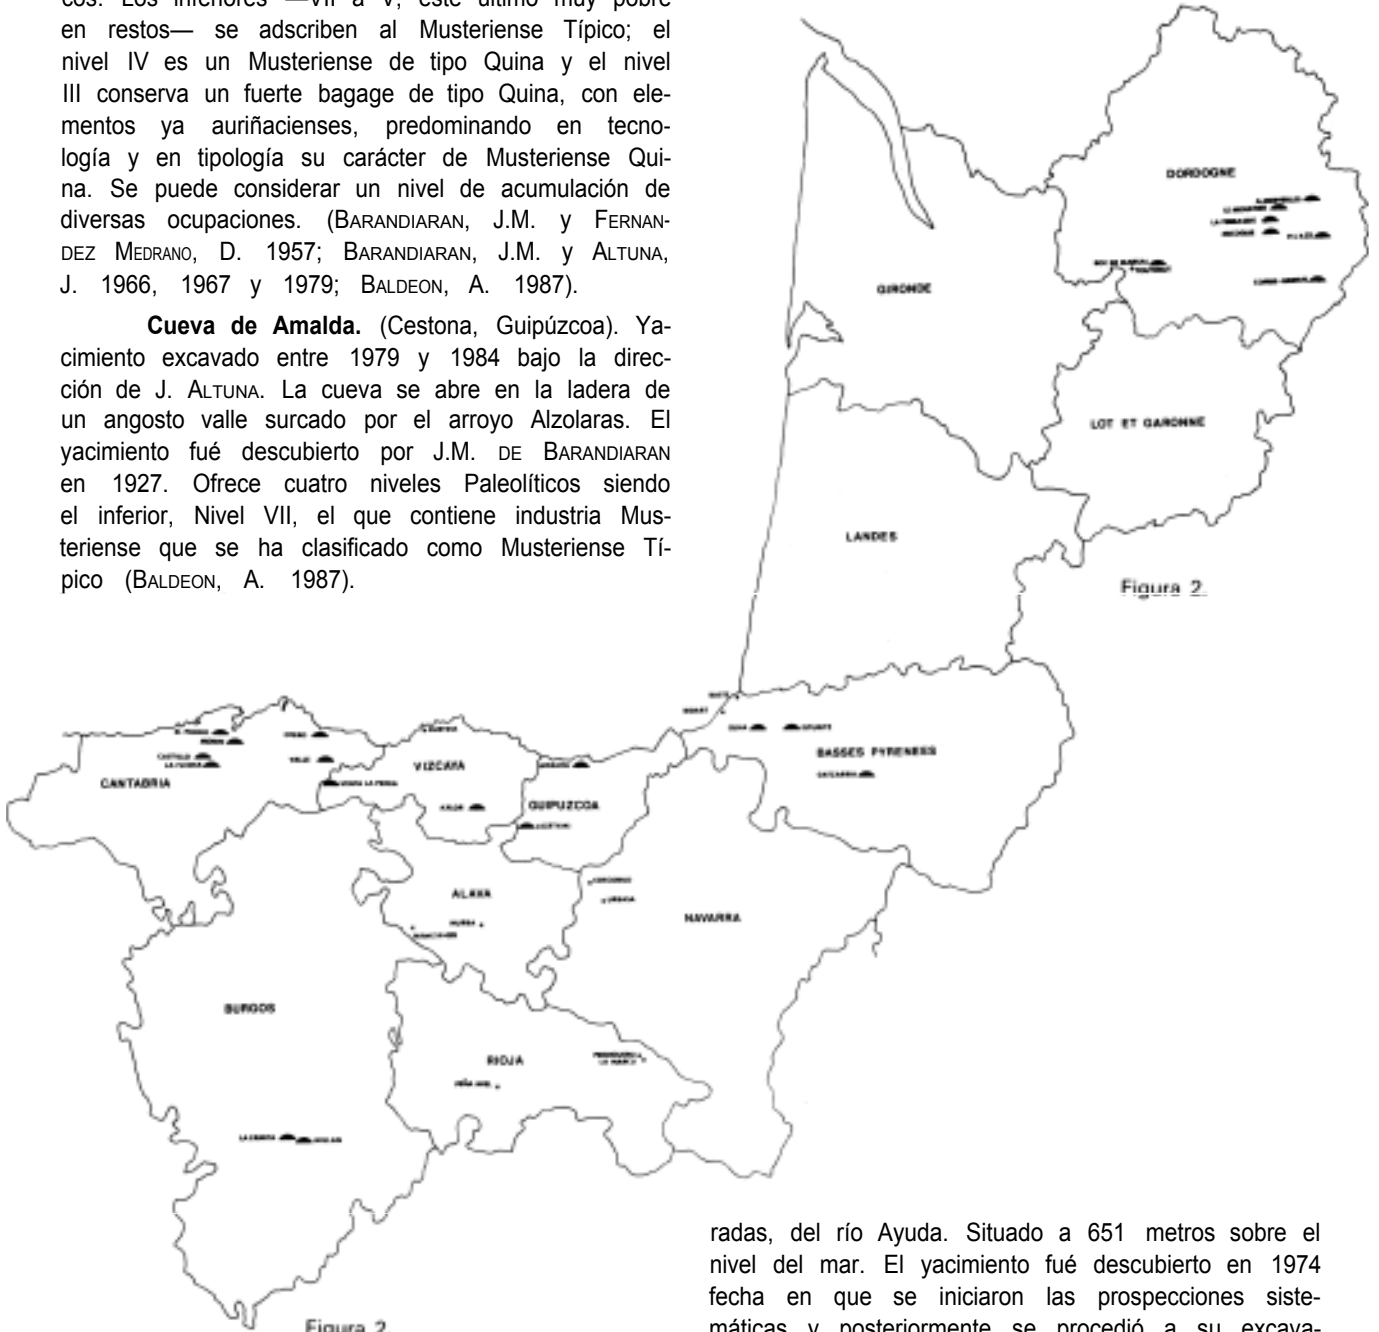 cos. Los inferiores —VII a V, este último muy pobre
en restos— se adscriben al Musteriense Típico; el
nivel IV es un Musteriense de tipo Quina y el nivel
III conserva un fuerte bagage de tipo Quina, con ele-
mentos ya auriñacienses, predominando en tecno-
logía y en tipología su carácter de Musteriense Qui-
na. Se puede considerar un nivel de acumulación de
diversas ocupaciones. (BARANDIARAN, J.M. y FERNAN-
DEZ MEDRANO, D. 1957; BARANDIARAN, J.M. y ALTUNA,
J. 1966, 1967 y 1979; BALDEON, A. 1987).
Cueva de Amalda. (Cestona, Guipúzcoa). Ya-
cimiento excavado entre 1979 y 1984 bajo la direc-
ción de J. ALTUNA. La cueva se abre en la ladera de
un angosto valle surcado por el arroyo Alzolaras. El
yacimiento fué descubierto por J.M. DE BARANDIARAN
en 1927. Ofrece cuatro niveles Paleolíticos siendo
el inferior, Nivel VII, el que contiene industria Mus-
teriense que se ha clasificado como Musteriense Tí-
pico (BALDEON, A. 1987).
DORDOGNE
GIRONDE
LOT ET GARONNE
LANDES
Figura 2.
BASSES PYRENEES
CANTABRIA
CASTILLO
VIZCAYA
GUIPUZCOA
ALAVA
NAVARRA
BURGOS
RIOJA
Figura 2
radas, del río Ayuda. Situado a 651 metros sobre el
nivel del mar. El yacimiento fué descubierto en 1974
fecha en que se iniciaron las prospecciones siste-
máticas y posteriormente se procedió a su excava-